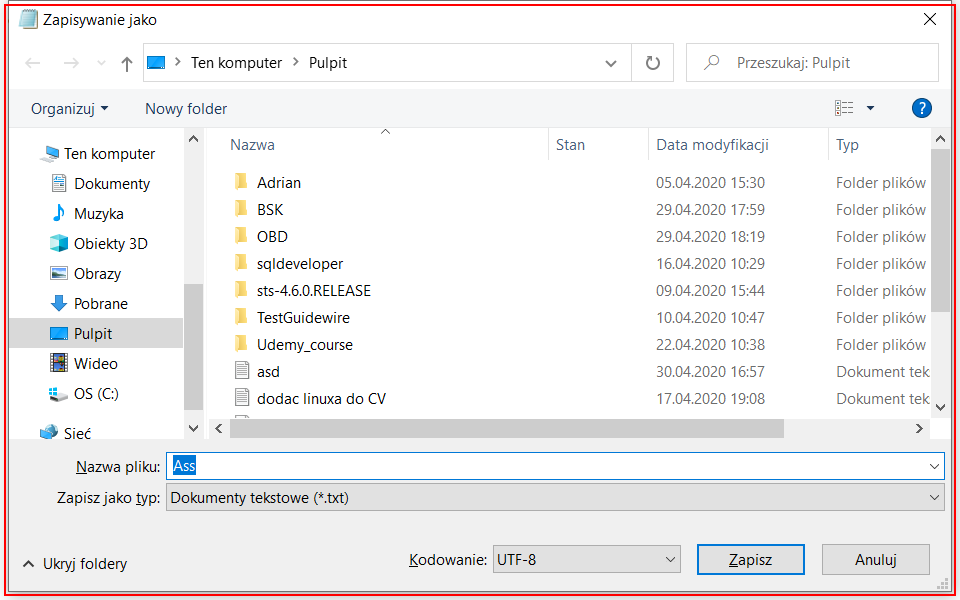 Zapisywanie jako
Ten komputer Pulpit
Przeszukaj: Pulpit
Organizuj Nowy folder
?
Ten komputer
Dokumenty
Muzyka
Obiekty 3D
Obrazy
Pobrane
Pulpit
Wideo
OS (C:)
Sieć
Nazwa Stan Data modyfikacji Typ
Adrian 05.04.2020 15:30 Folder plików
BSK 29.04.2020 17:59 Folder plików
OBD 29.04.2020 18:19 Folder plików
sqldeveloper 16.04.2020 10:29 Folder plików
sts-4.6.0.RELEASE 09.04.2020 15:44 Folder plików
TestGuidewire 10.04.2020 10:47 Folder plików
Udemy_course 22.04.2020 10:38 Folder plików
asd 30.04.2020 16:57 Dokument tek
dodac linuxa do CV 17.04.2020 19:08 Dokument tek
Nazwa pliku: Ass
Zapisz jako typ: Dokumenty tekstowe (*.txt)
Ukryj foldery
Kodowanie: UTF-8
Zapisz
Anuluj